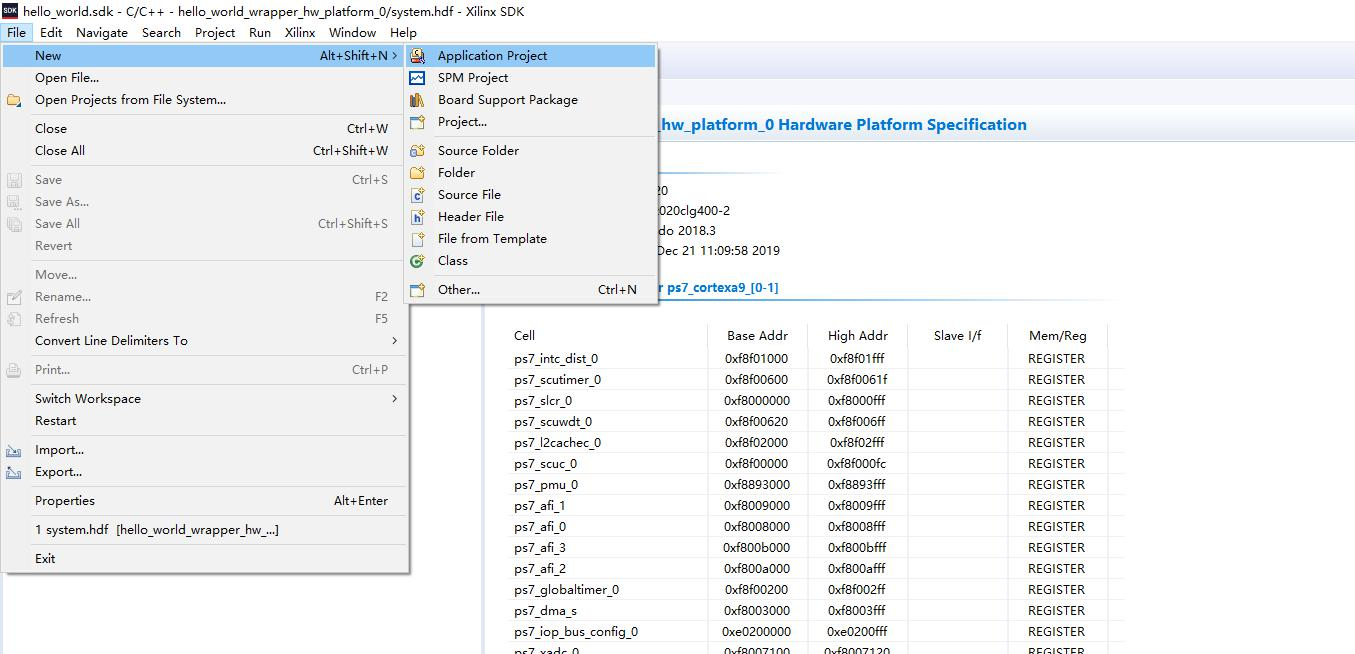 SDK hello_world.sdk - C/C++ - hello_world_wrapper_hw_platform_0/system.hdf - Xilinx SDK
File Edit Navigate Search Project Run Xilinx Window Help
New Alt+Shift+N
Open File...
Open Projects from File System...
Close Ctrl+W
Close All Ctrl+Shift+W
Save Ctrl+S
Save As...
Save All Ctrl+Shift+S
Revert
Move...
Rename... F2
Refresh F5
Convert Line Delimiters To
Print... Ctrl+P
Switch Workspace
Restart
Import...
Export...
Properties Alt+Enter
1 system.hdf [hello_world_wrapper_hw_...]
Exit
Application Project
SPM Project
Board Support Package
Project...
Source Folder
Folder
Source File
Header File
File from Template
Class
Other... Ctrl+N
_hw_platform_0 Hardware Platform Specification
20
020clg400-2
do 2018.3
Dec 21 11:09:58 2019
r ps7_cortexa9_[0-1]
Cell Base Addr High Addr Slave I/f Mem/Reg
ps7_intc_dist_0 0xf8f01000 0xf8f01fff REGISTER
ps7_scutimer_0 0xf8f00600 0xf8f0061f REGISTER
ps7_slcr_0 0xf8000000 0xf8000fff REGISTER
ps7_scuwdt_0 0xf8f00620 0xf8f006ff REGISTER
ps7_l2cachec_0 0xf8f02000 0xf8f02fff REGISTER
ps7_scuc_0 0xf8f00000 0xf8f000fc REGISTER
ps7_pmu_0 0xf8893000 0xf8893fff REGISTER
ps7_afi_1 0xf8009000 0xf8009fff REGISTER
ps7_afi_0 0xf8008000 0xf8008fff REGISTER
ps7_afi_3 0xf800b000 0xf800bfff REGISTER
ps7_afi_2 0xf800a000 0xf800afff REGISTER
ps7_globaltimer_0 0xf8f00200 0xf8f002ff REGISTER
ps7_dma_s 0xf8003000 0xf8003fff REGISTER
ps7_iop_bus_config_0 0xe0200000 0xe0200fff REGISTER
ps7_xadc_0 0xf8007100 0xf8007120 REGISTER